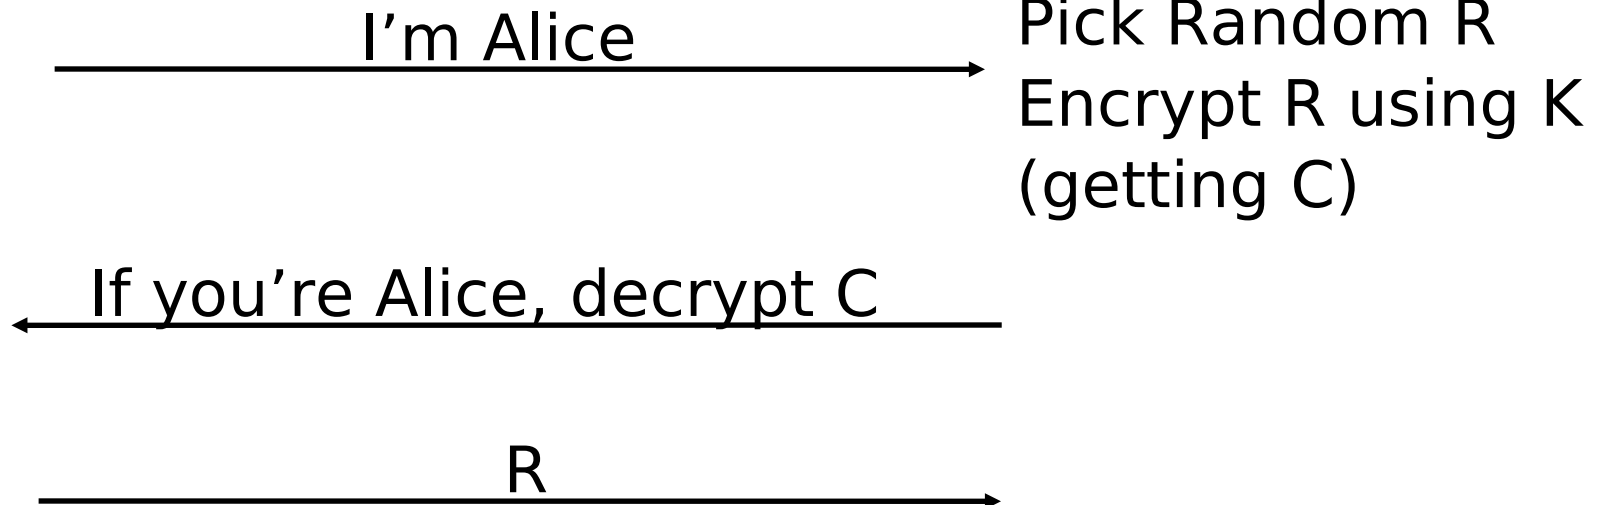 I’m Alice
Pick Random R
Encrypt R using K
(getting C)
If you’re Alice, decrypt C
R